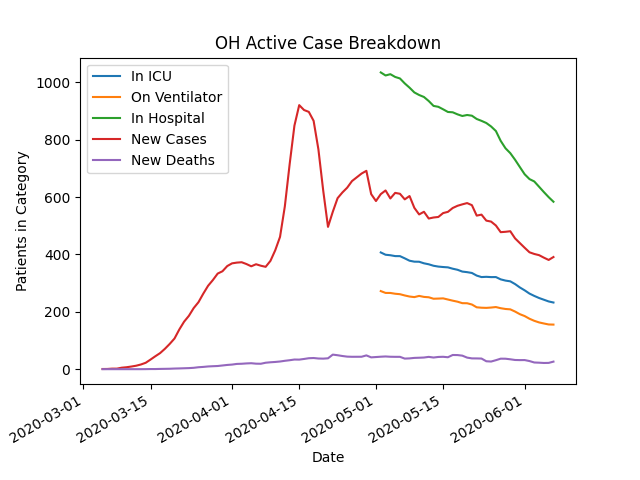 OH Active Case Breakdown
In ICU
On Ventilator
In Hospital
New Cases
New Deaths
Patients in Category
1000
800
600
400
200
0
2020-03-01
2020-03-15
2020-04-01
2020-04-15
2020-05-01
2020-05-15
2020-06-01
Date